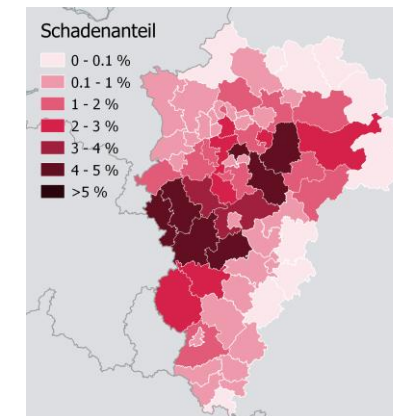 Schadenanteil
0 - 0.1 %
0.1 - 1 %
1 - 2 %
2 - 3 %
3 - 4 %
4 - 5 %
>5 %